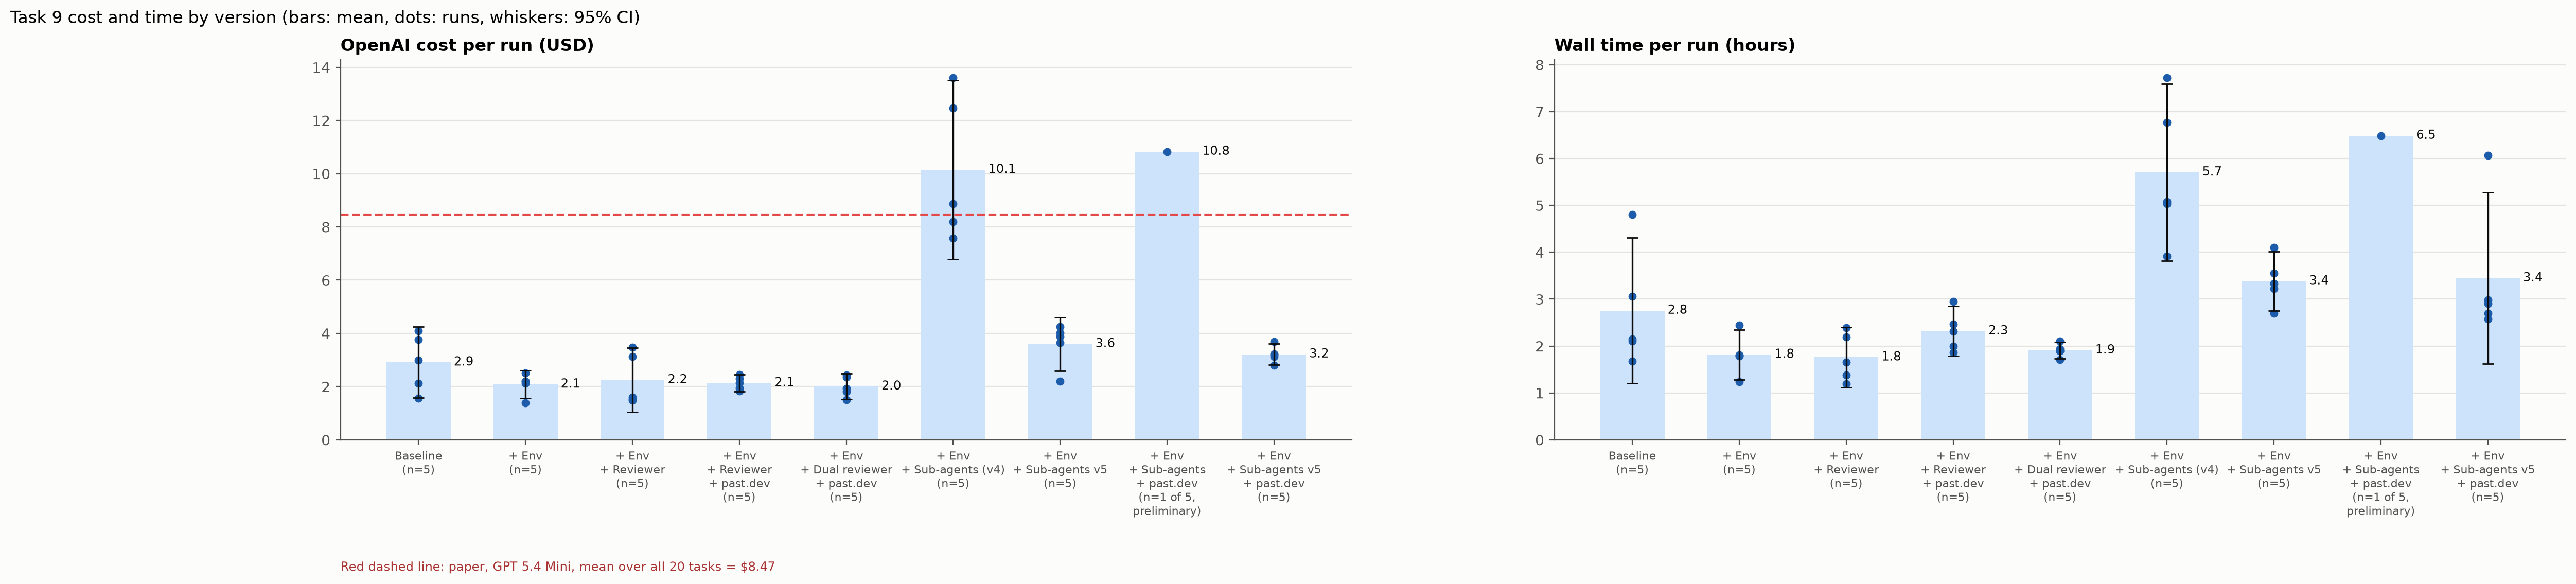 Task 9 cost and time by version (bars: mean, dots: runs, whiskers: 95% CI)
OpenAI cost per run (USD)
14
12
10
8
6
4
2
0
2.9
2.1
2.2
2.1
2.0
10.1
3.6
10.8
3.2
Baseline
(n=5)
+ Env
(n=5)
+ Env
+ Reviewer
(n=5)
+ Env
+ Reviewer
+ past.dev
(n=5)
+ Env
+ Dual reviewer
+ past.dev
(n=5)
+ Env
+ Sub-agents (v4)
(n=5)
+ Env
+ Sub-agents v5
(n=5)
+ Env
+ Sub-agents
+ past.dev
(n=1 of 5,
preliminary)
+ Env
+ Sub-agents v5
+ past.dev
(n=5)
Red dashed line: paper, GPT 5.4 Mini, mean over all 20 tasks = $8.47
Wall time per run (hours)
8
7
6
5
4
3
2
1
0
2.8
1.8
1.8
2.3
1.9
5.7
3.4
6.5
3.4
Baseline
(n=5)
+ Env
(n=5)
+ Env
+ Reviewer
(n=5)
+ Env
+ Reviewer
+ past.dev
(n=5)
+ Env
+ Dual reviewer
+ past.dev
(n=5)
+ Env
+ Sub-agents (v4)
(n=5)
+ Env
+ Sub-agents v5
(n=5)
+ Env
+ Sub-agents
+ past.dev
(n=1 of 5,
preliminary)
+ Env
+ Sub-agents v5
+ past.dev
(n=5)